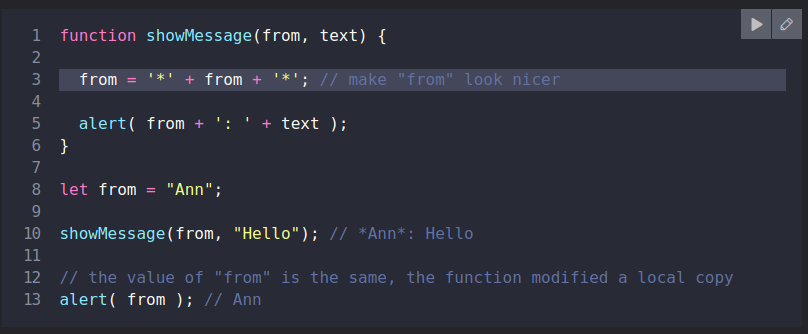 1 function showMessage(from, text) {
2
3   from = '*' + from + '*'; // make "from" look nicer
4
5   alert( from + ': ' + text );
6 }
7
8 let from = "Ann";
9
10 showMessage(from, "Hello"); // *Ann*: Hello
11
12 // the value of "from" is the same, the function modified a local copy
13 alert( from ); // Ann